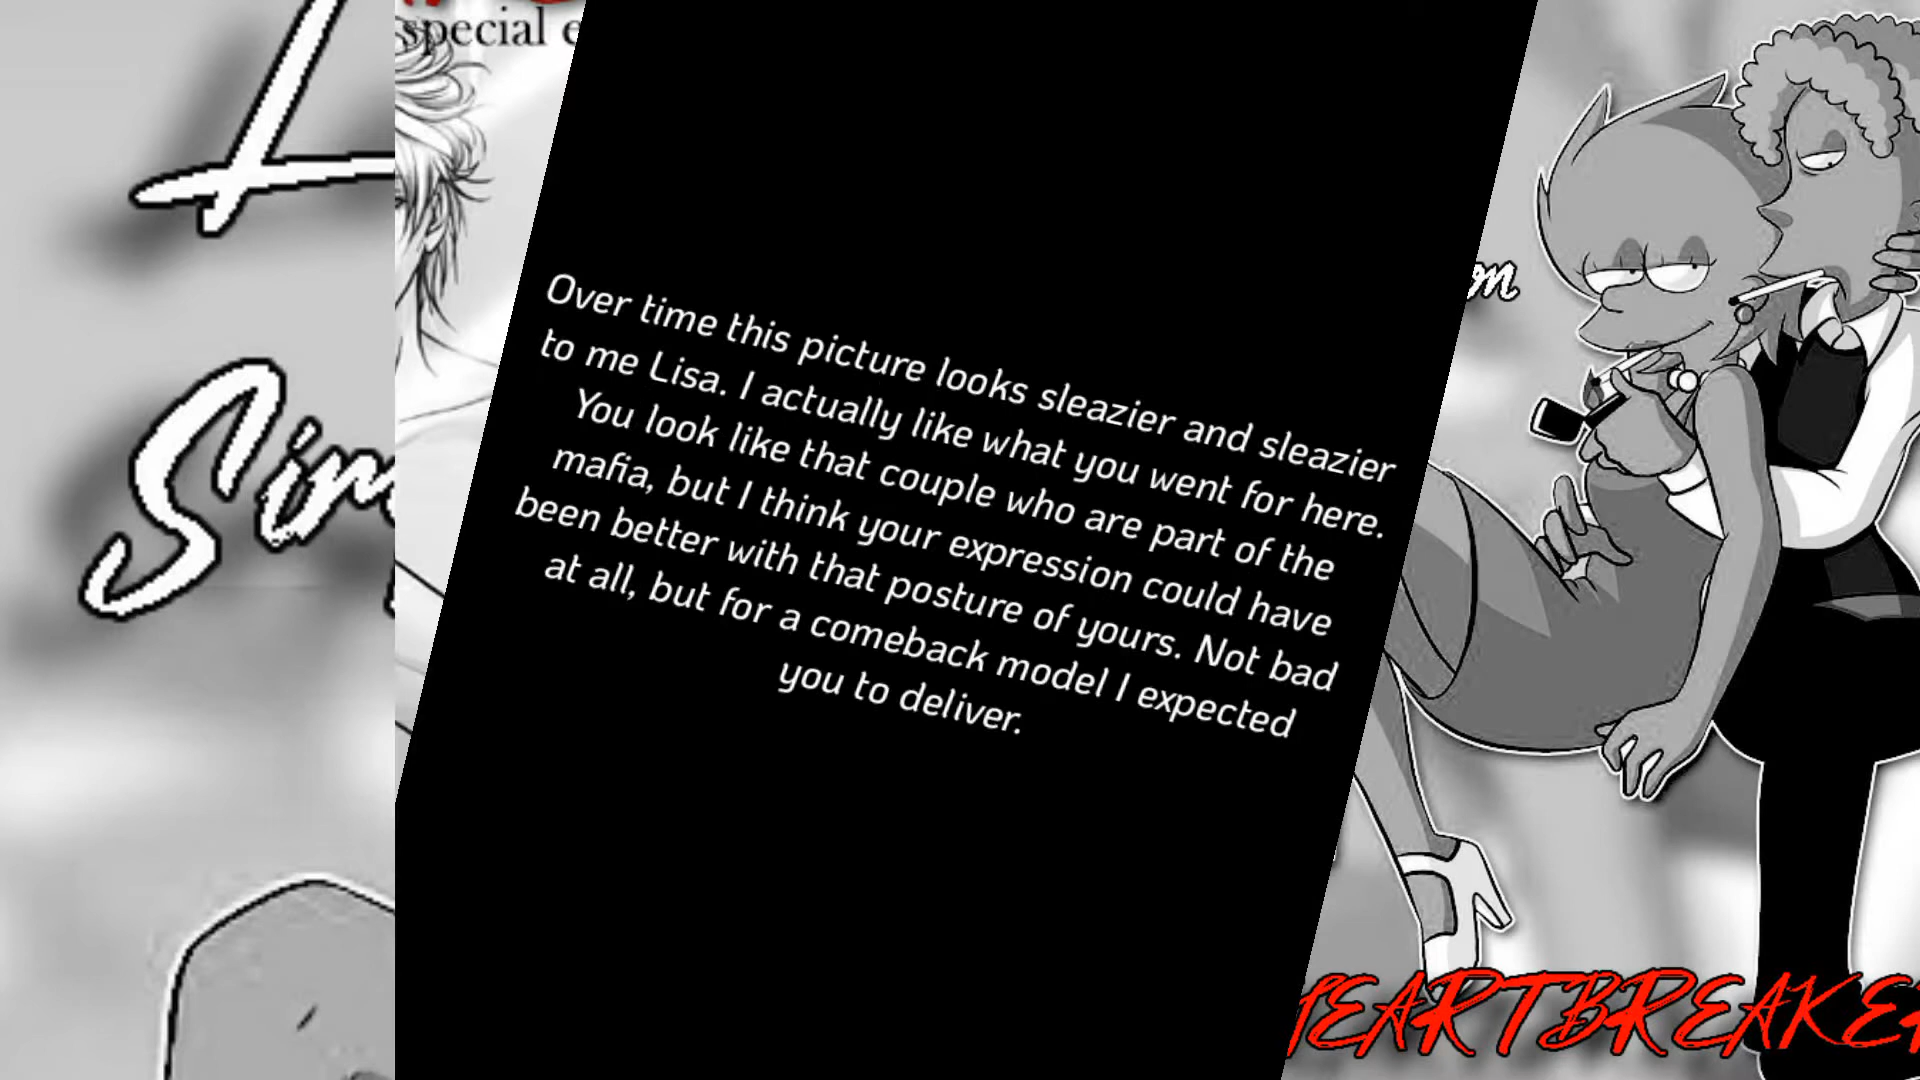 special
Over time this picture looks sleazier and sleazier
to me Lisa. I actually like what you went for here.
You look like that couple who are part of the
mafia, but I think your expression could have
been better with that posture of yours. Not bad
at all, but for a comeback model I expected
you to deliver.